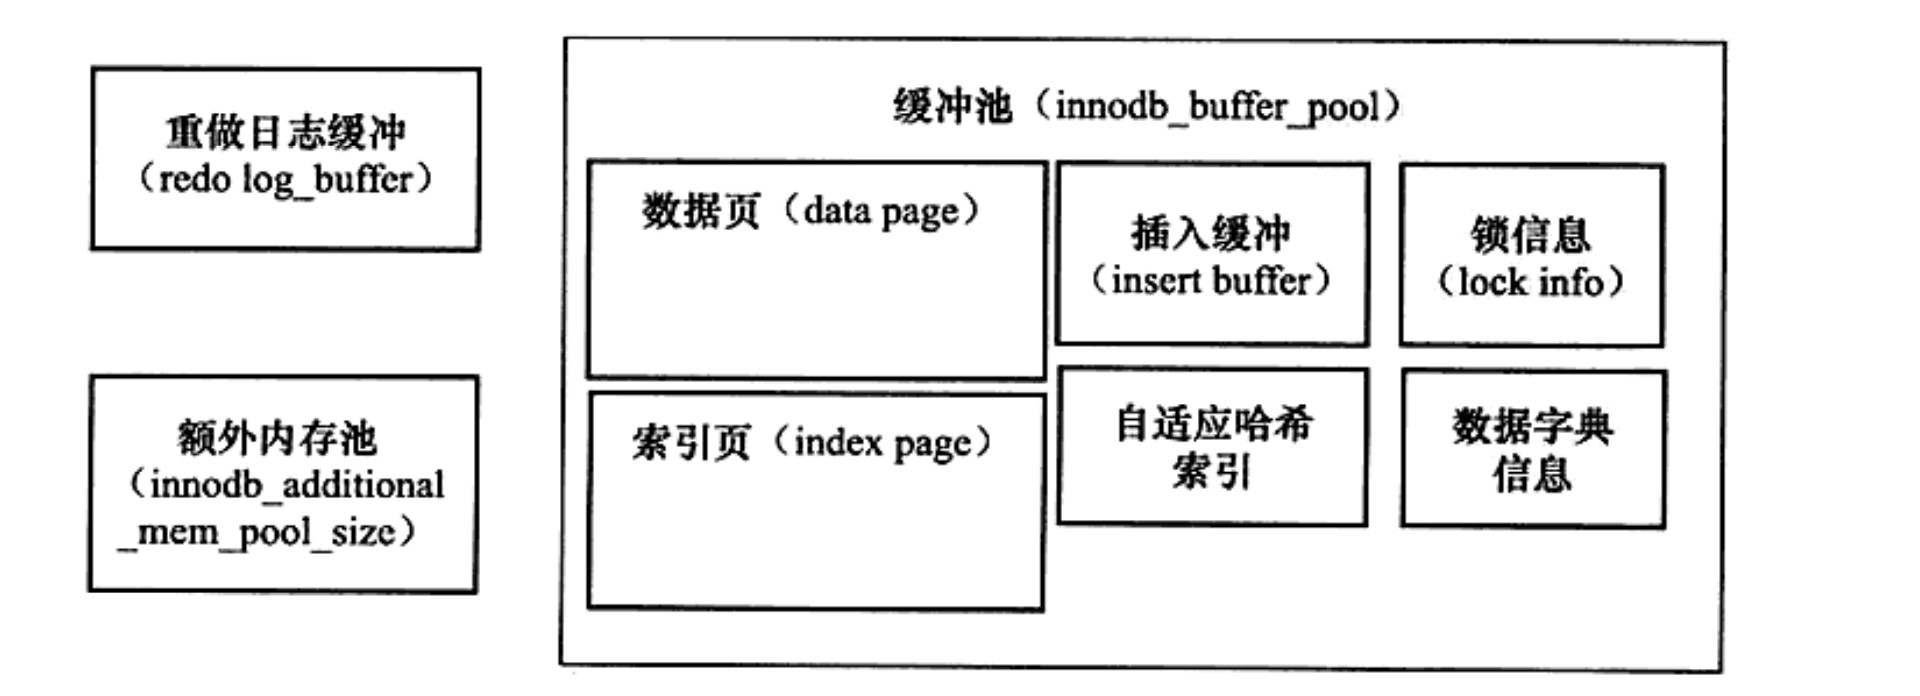 重做日志缓冲
（redo log_buffer）
额外内存池
（innodb_additional
_mem_pool_size）
缓冲池（innodb_buffer_pool）
数据页（data page）
插入缓冲
（insert buffer）
锁信息
（lock info）
索引页（index page）
自适应哈希
索引
数据字典
信息